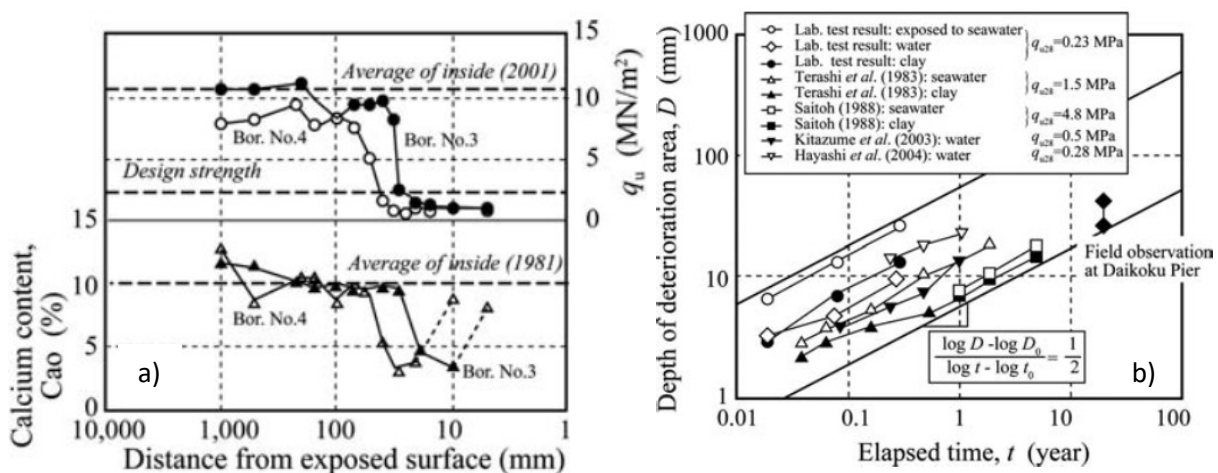 Average of inside (2001)
Bor. No.4
Bor. No.3
Design strength
15
10
5
0
qu (MN/m²)
Average of inside (1981)
Bor. No.4
Bor. No.3
a)
15
10
5
0
Calcium content,
Cao (%)
10,000
1,000
100
10
1
Distance from exposed surface (mm)
Lab. test result: exposed to seawater
Lab. test result: water
Lab. test result: clay
qu28=0.23 MPa
Terashi et al. (1983): seawater
Terashi et al. (1983): clay
qu28=1.5 MPa
Saitoh (1988): seawater
Saitoh (1988): clay
qu28=4.8 MPa
Kitazume et al. (2003): water
qu28=0.5 MPa
Hayashi et al. (2004): water
qu28=0.28 MPa
1000
100
10
1
Depth of deterioration area, D (mm)
Field observation
at Daikoku Pier
log D -log D0
log t - log t0
=
1
2
b)
0.01
0.1
1
10
100
Elapsed time, t (year)